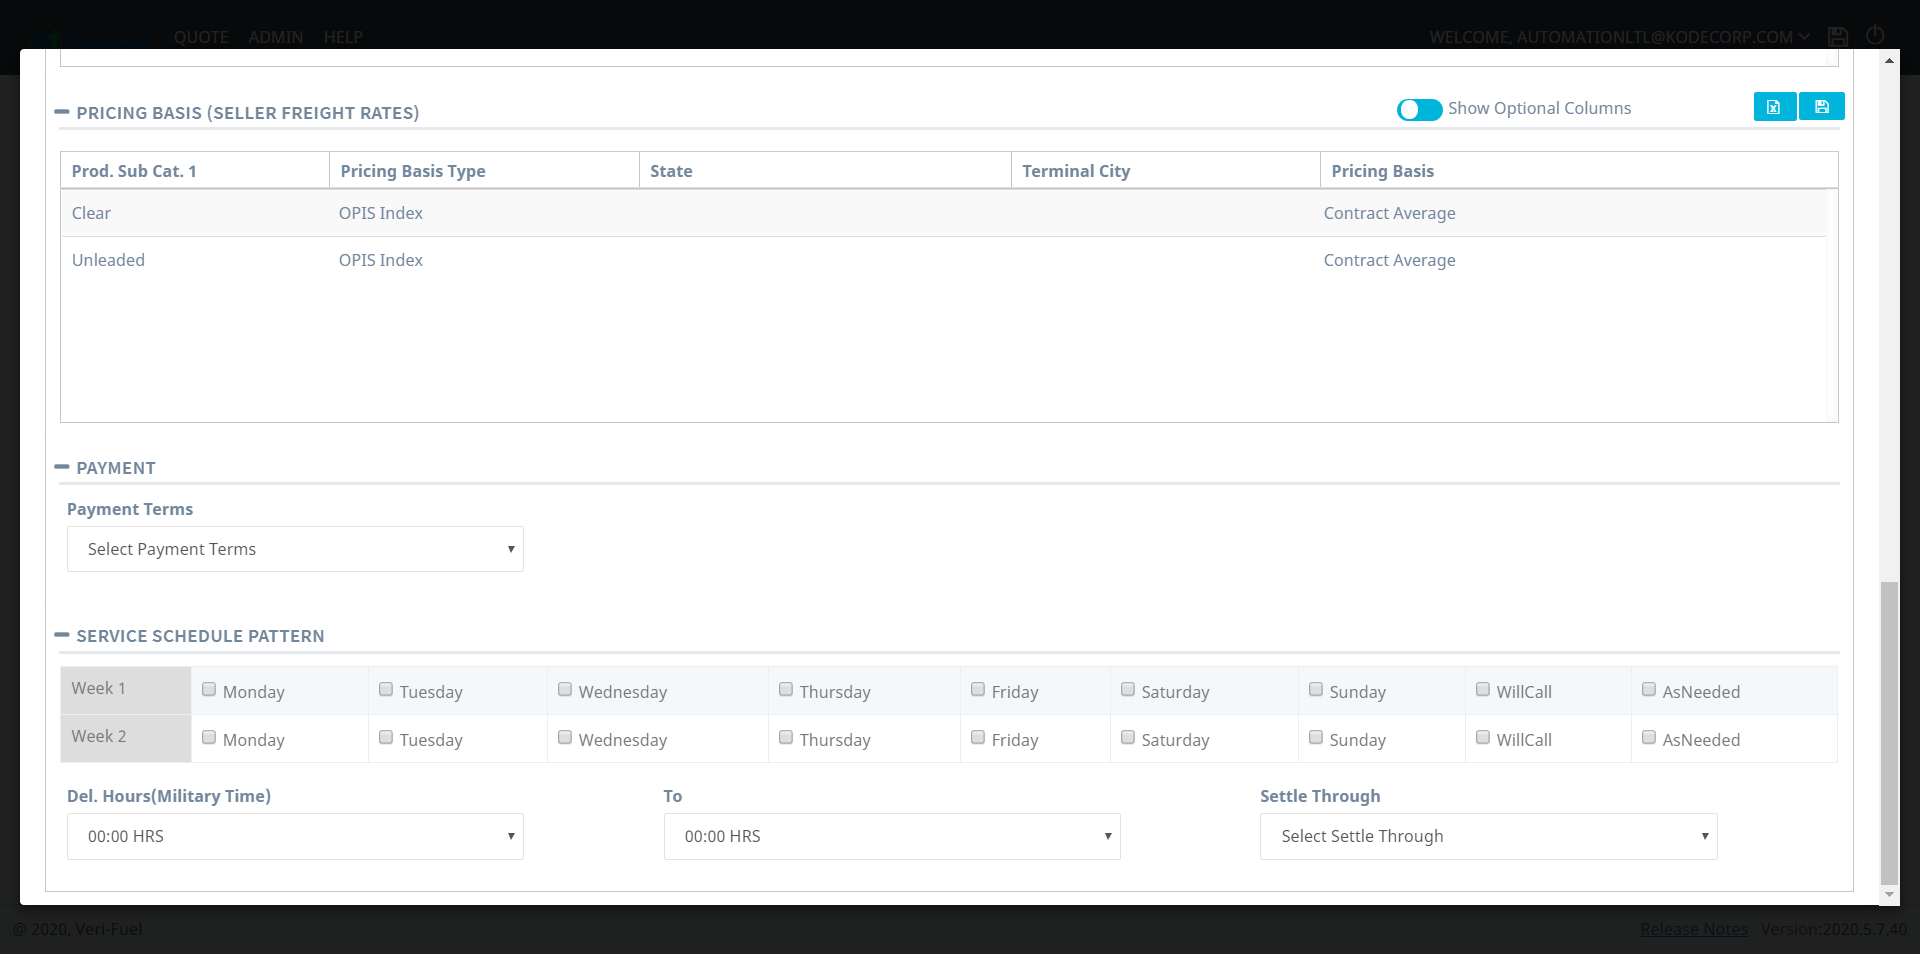 QUOTE ADMIN HELP WELCOME, AUTOMATIONLTL@KODECORP.COM
PRICING BASIS (SELLER FREIGHT RATES) Show Optional Columns
Prod. Sub Cat. 1 Pricing Basis Type State Terminal City Pricing Basis
Clear OPIS Index Contract Average
Unleaded OPIS Index Contract Average
PAYMENT
Payment Terms
Select Payment Terms
SERVICE SCHEDULE PATTERN
Week 1 Monday Tuesday Wednesday Thursday Friday Saturday Sunday WillCall AsNeeded
Week 2 Monday Tuesday Wednesday Thursday Friday Saturday Sunday WillCall AsNeeded
Del. Hours(Military Time) To Settle Through
00:00 HRS 00:00 HRS Select Settle Through
@ 2020, Veri-Fuel Release Notes Version:2020.5.7.40